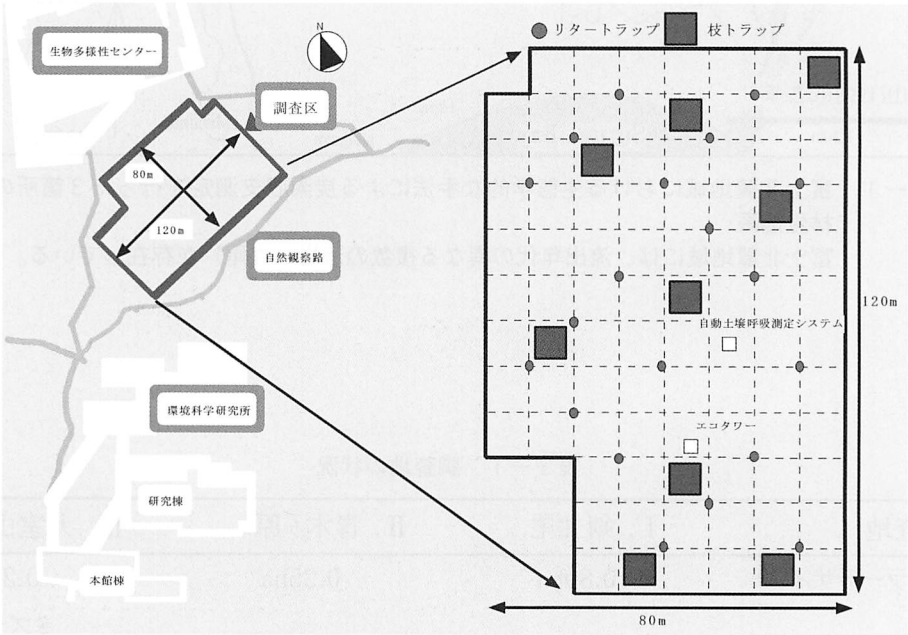 生物多様性センター
N
調査区
80m
120m
自然観察路
環境科学研究所
研究棟
本館棟
リタートラップ
枝トラップ
自動土壌呼吸測定システム
エコタワー
120m
80m